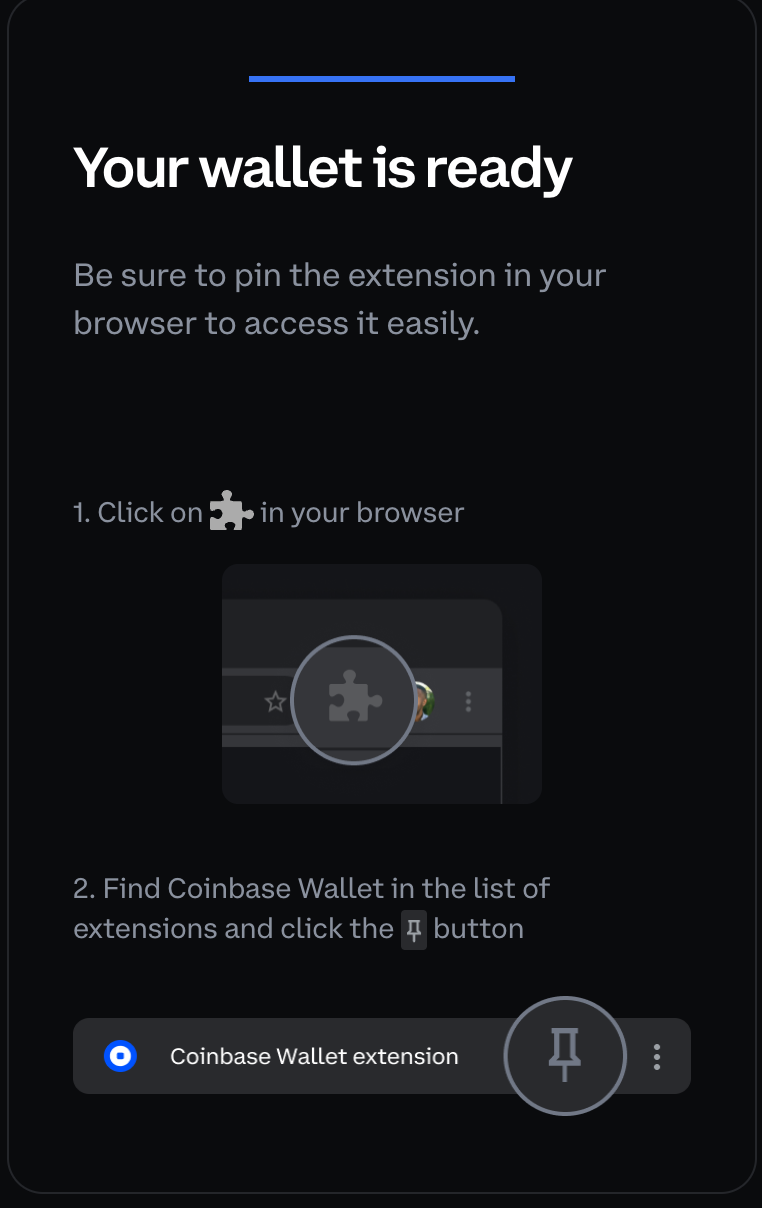 Your wallet is ready
Be sure to pin the extension in your
browser to access it easily.
1. Click on in your browser
2. Find Coinbase Wallet in the list of
extensions and click the button
Coinbase Wallet extension